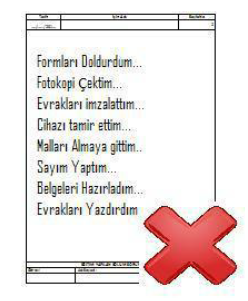 Formları Doldurdum...
Fotokopi Çektim...
Evrakları imzalattım...
Cihazı tamir ettim...
Malları Almaya gittim..
Sayım Yaptım...
Belgeleri Hazırladım...
Evrakları Yazdırdım